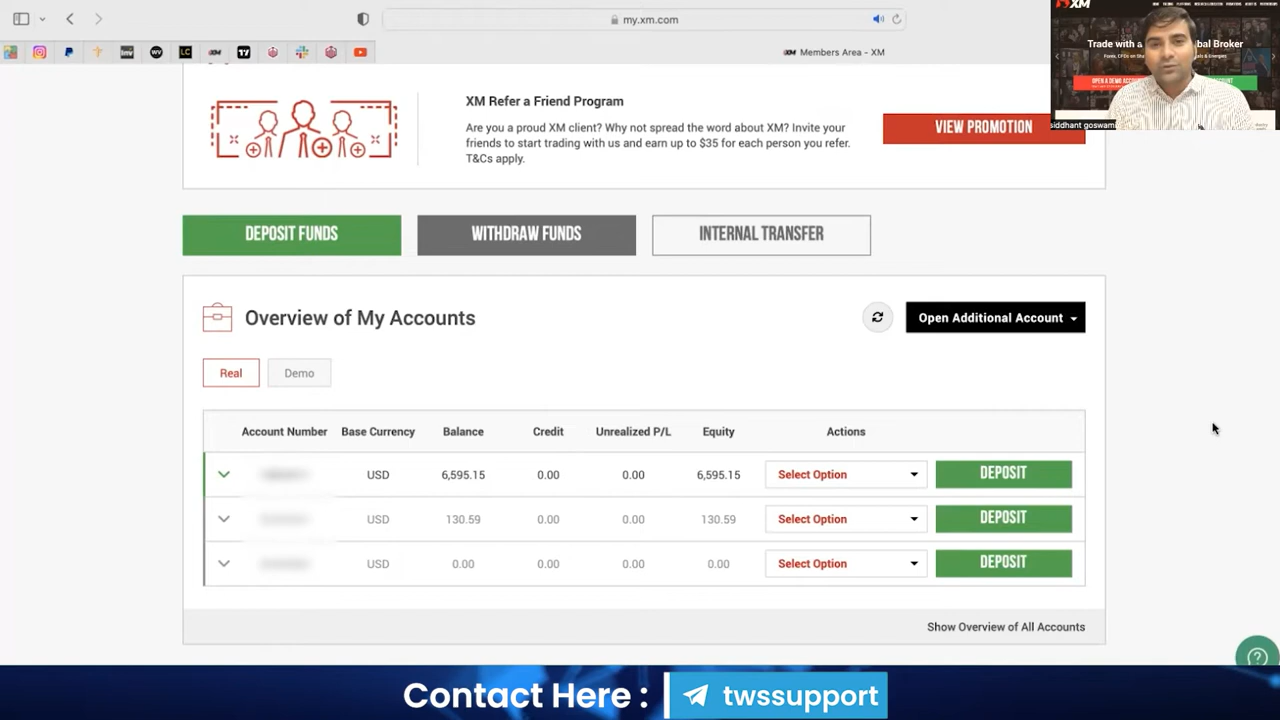 my.xm.com
Members Area - XM
XM
Trade with a
bal Broker
siddhant goswami
XM Refer a Friend Program
Are you a proud XM client? Why not spread the word about XM? Invite your
friends to start trading with us and earn up to $35 for each person you refer.
T&Cs apply.
VIEW PROMOTION
DEPOSIT FUNDS
WITHDRAW FUNDS
INTERNAL TRANSFER
Overview of My Accounts
Open Additional Account
Real
Demo
Account Number Base Currency Balance Credit Unrealized P/L Equity Actions
USD 6,595.15 0.00 0.00 6,595.15 Select Option DEPOSIT
USD 130.59 0.00 0.00 130.59 Select Option DEPOSIT
USD 0.00 0.00 0.00 0.00 Select Option DEPOSIT
Show Overview of All Accounts
Contact Here : twssupport